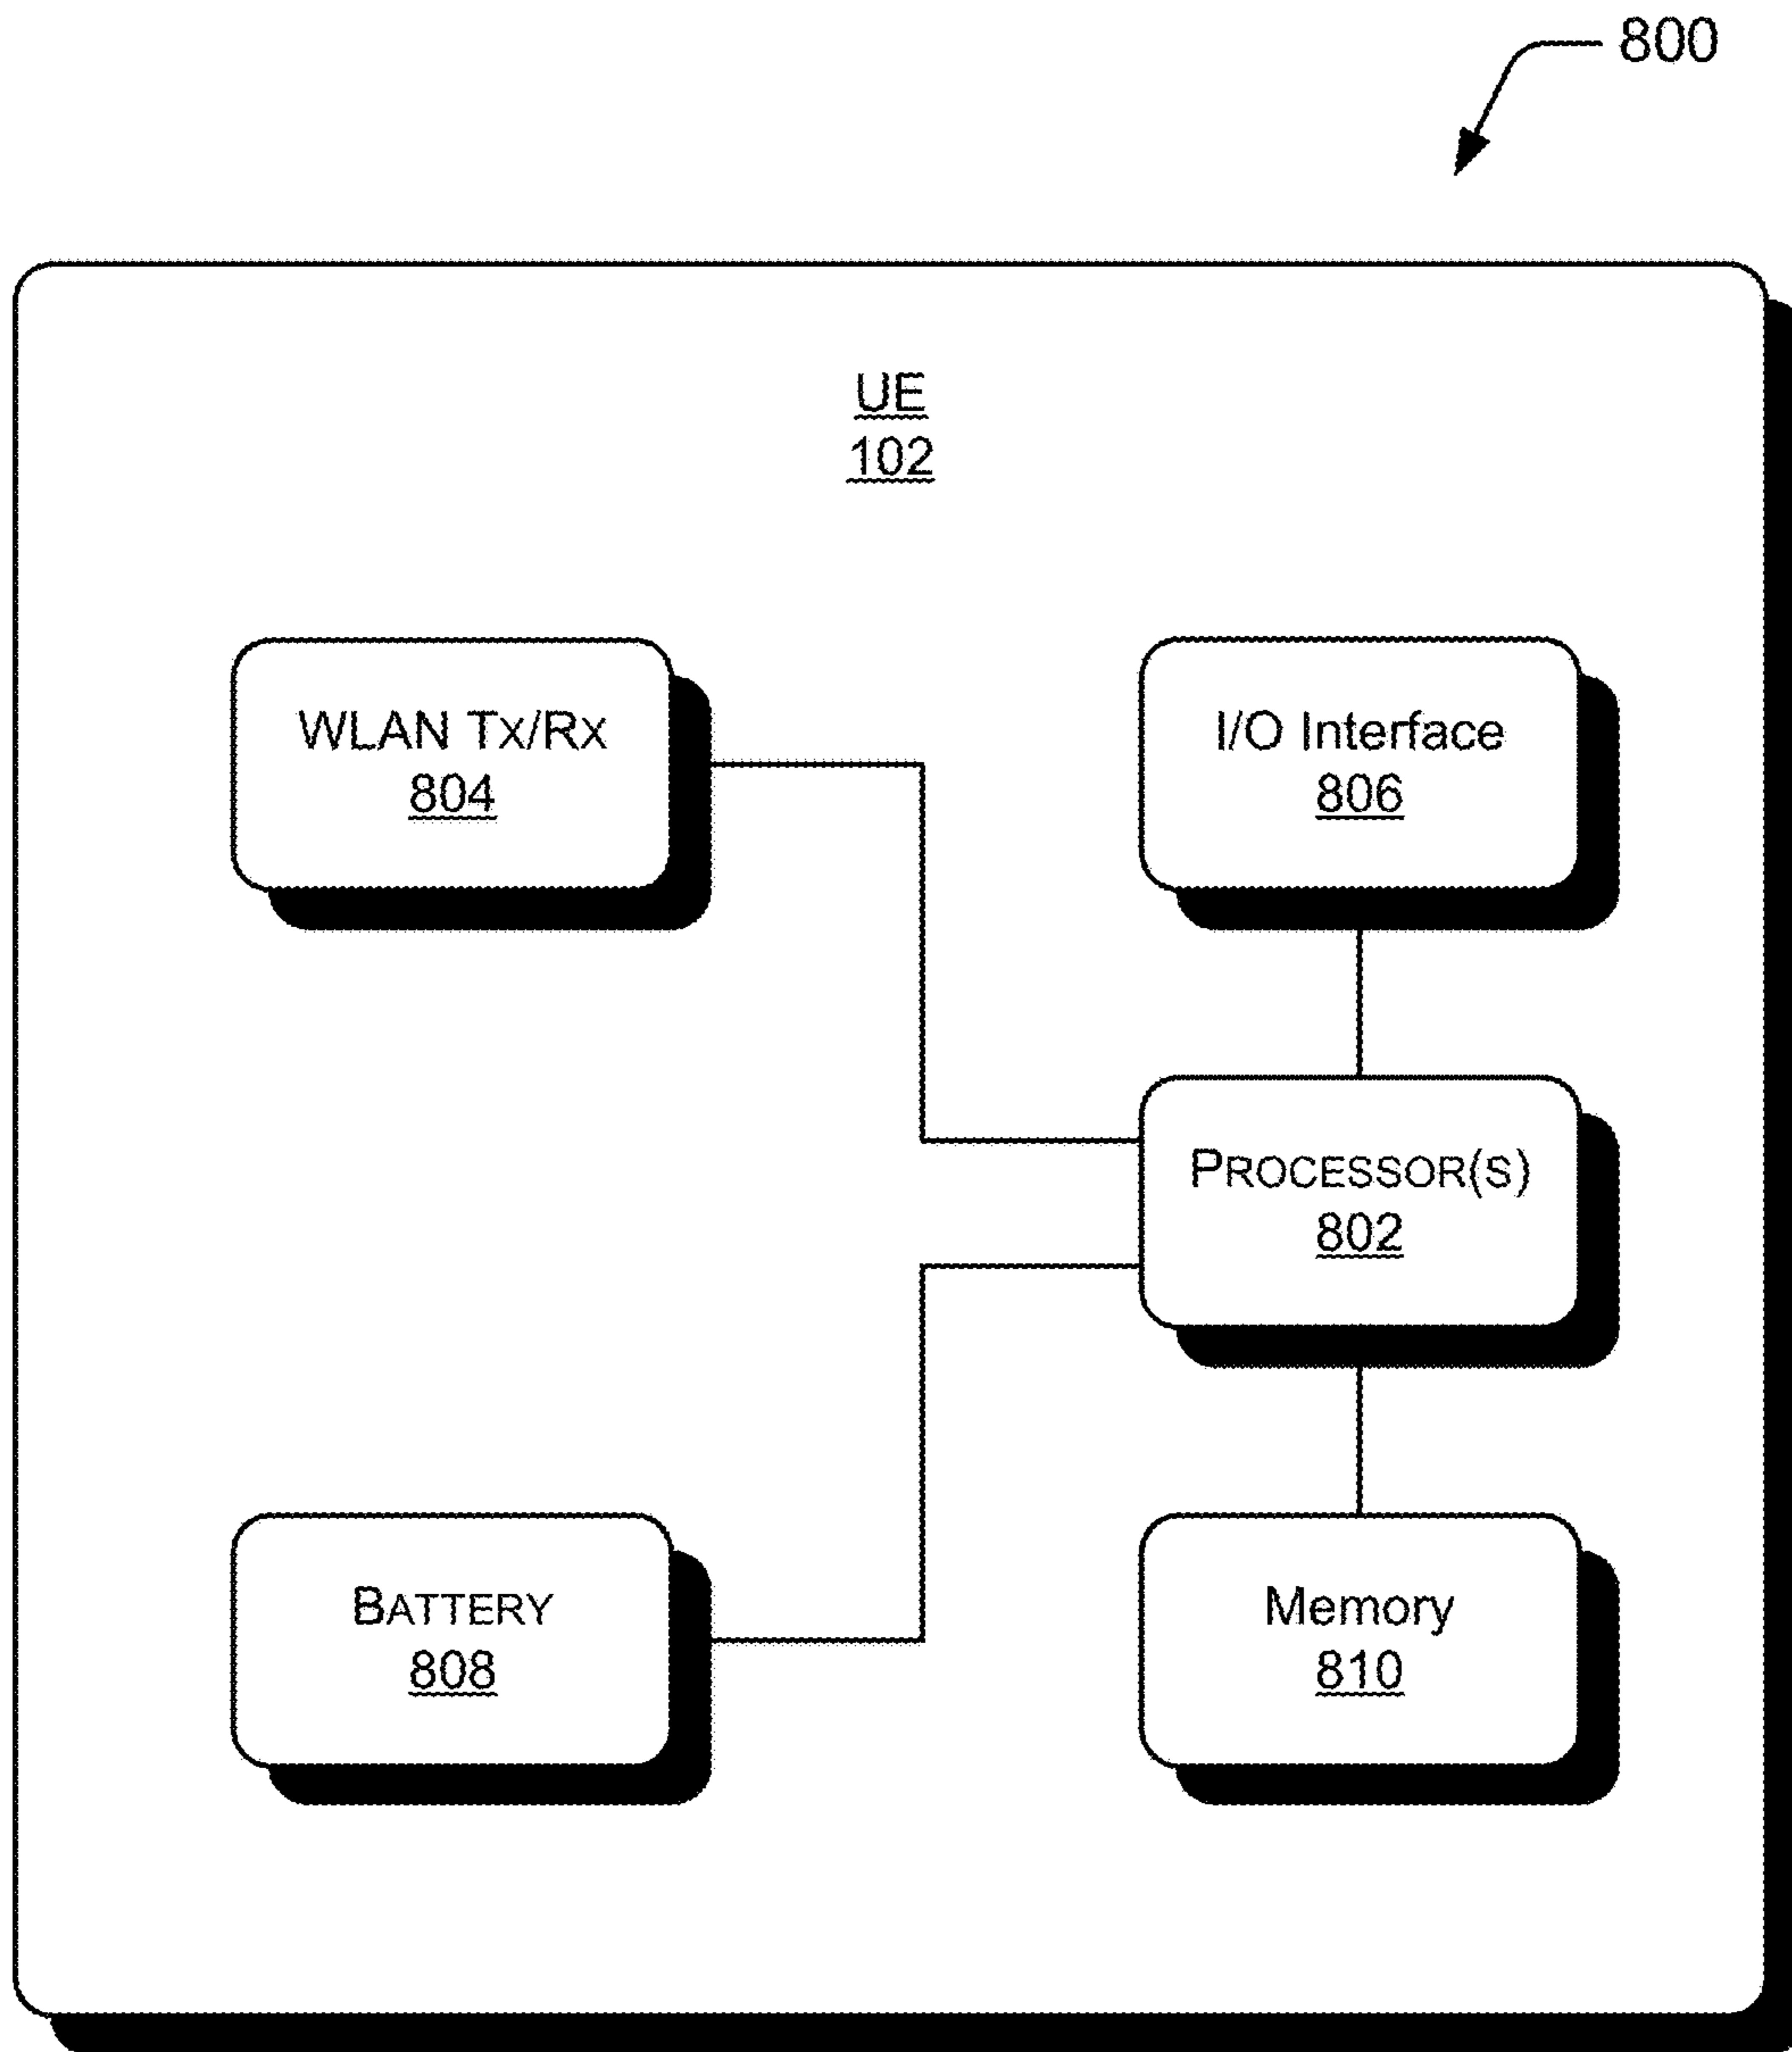 800
UE
102
WLAN TX/RX
804
I/O Interface
806
PROCESSOR(S)
802
BATTERY
808
Memory
810